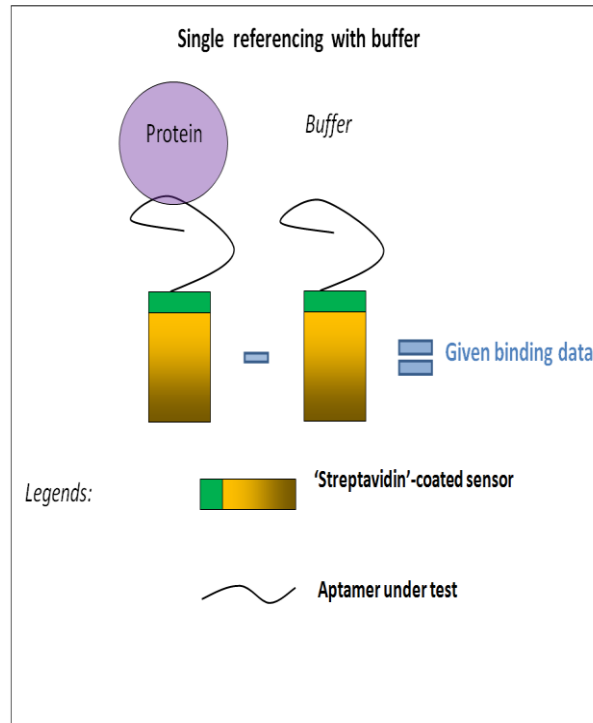 Single referencing with buffer
Protein
Buffer
Given binding data
Legends:
'Streptavidin'-coated sensor
Aptamer under test